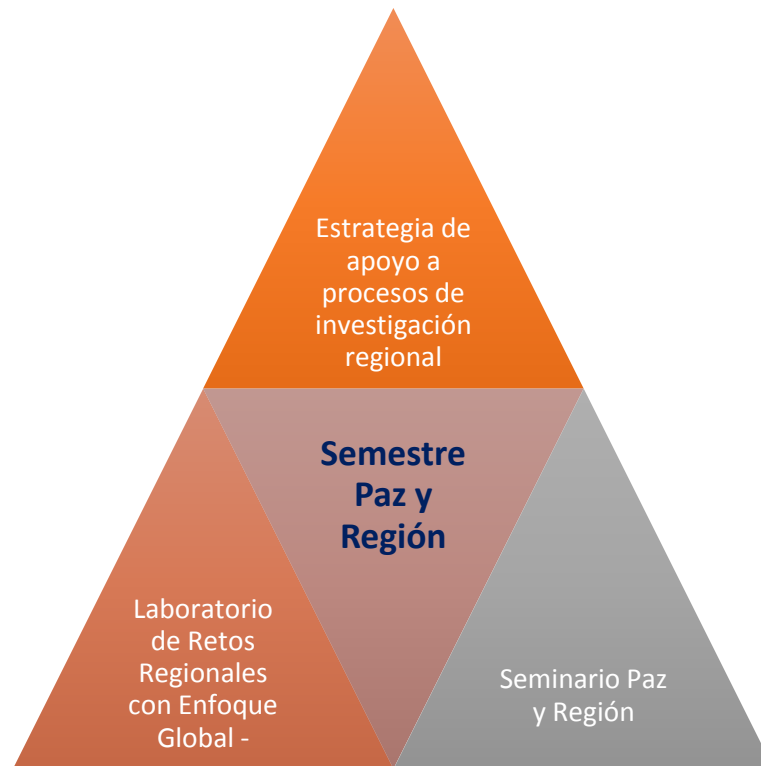 Estrategia de
apoyo a
procesos de
investigación
regional
Semestre
Paz y
Región
Laboratorio
de Retos
Regionales
con Enfoque
Global -
Seminario Paz
y Región